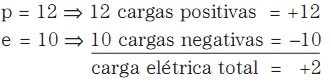 p = 12 ⇒ 12 cargas positivas = +12
e = 10 ⇒ 10 cargas negativas = −10
carga elétrica total = +2